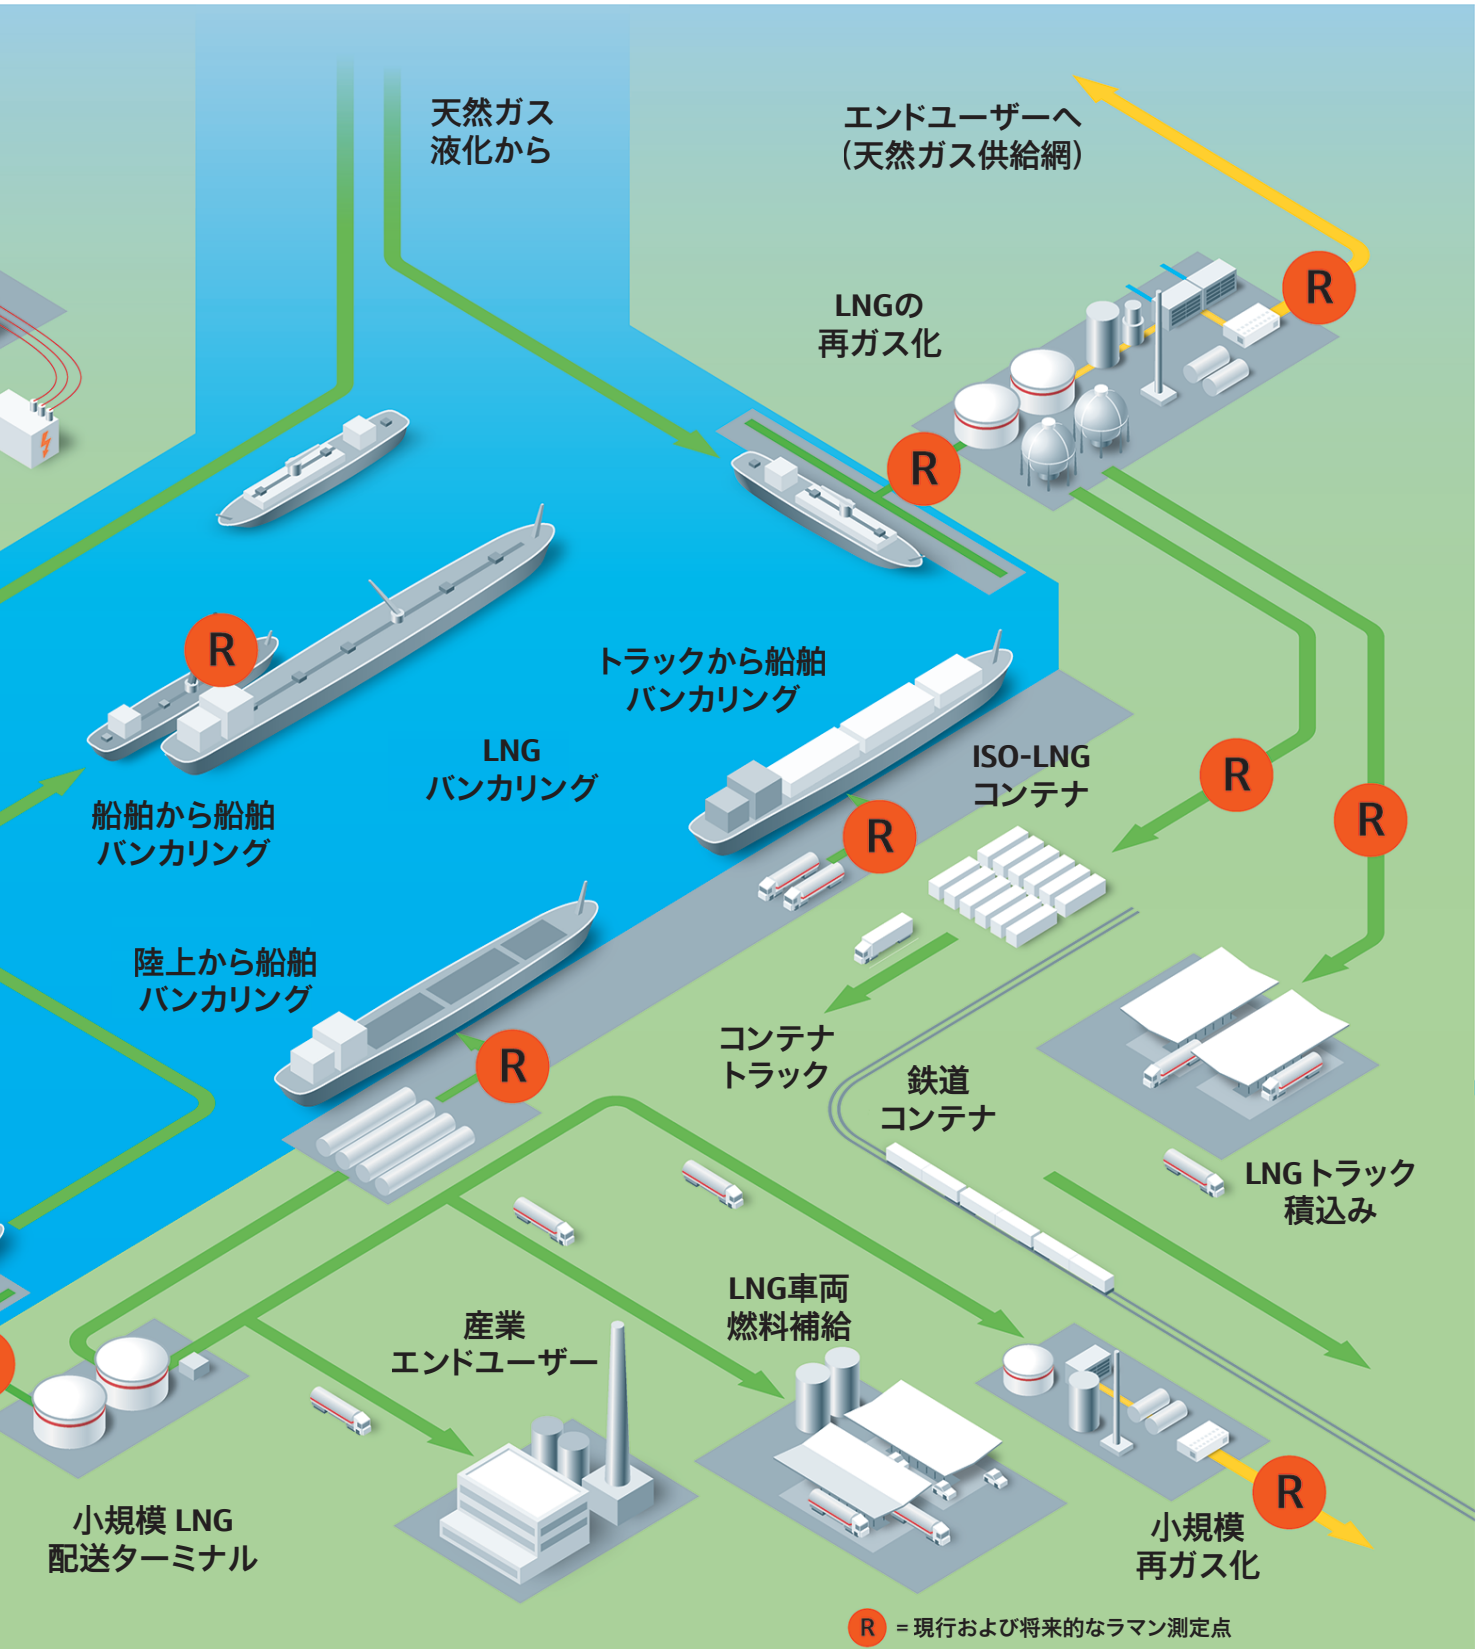 天然ガス
液化から
エンドユーザーへ
(天然ガス供給網)
R
LNGの
再ガス化
R
R
トラックから船舶
バンカリング
LNG
バンカリング
ISO-LNG
コンテナ
R
R
R
船舶から船舶
バンカリング
陸上から船舶
バンカリング
R
コンテナ
トラック
鉄道
コンテナ
LNGトラック
積込み
LNG車両
燃料補給
産業
エンドユーザー
R
小規模 LNG
配送ターミナル
小規模
再ガス化
R = 現行および将来的なラマン測定点